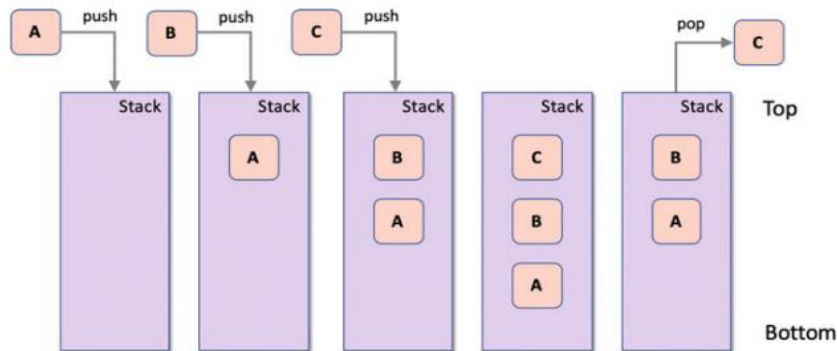 A push B push C push pop C
Stack Stack Stack Stack Stack Top
A B C B
A B A
A
Bottom